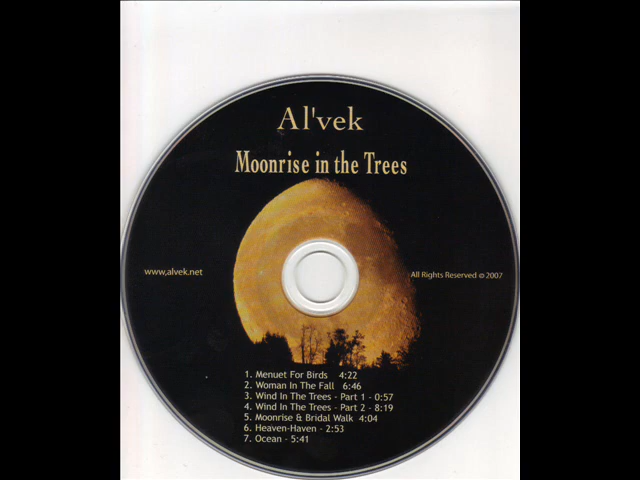 Al'vek
Moonrise in the Trees
www.alvek.net
All Rights Reserved © 2007
1. Menuet For Birds 4:22
2. Woman In The Fall 6:46
3. Wind In The Trees - Part 1 - 0:57
4. Wind In The Trees - Part 2 - 8:19
5. Moonrise & Bridal Walk 4:04
6. Heaven-Haven - 2:53
7. Ocean - 5:41